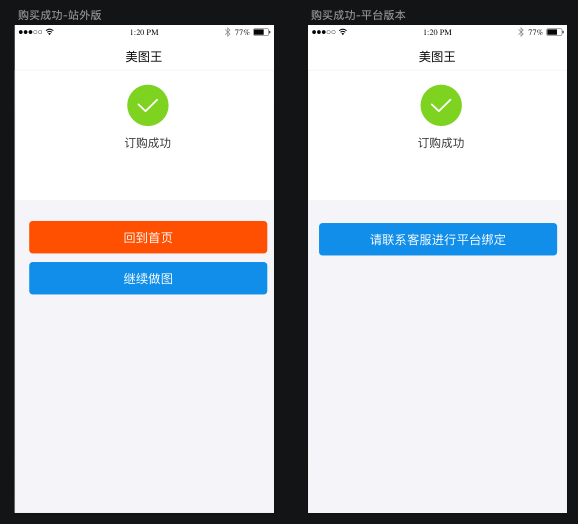 购买成功-站外版
1:20 PM
77%
美图王
订购成功
回到首页
继续做图
购买成功-平台版本
1:20 PM
77%
美图王
订购成功
请联系客服进行平台绑定